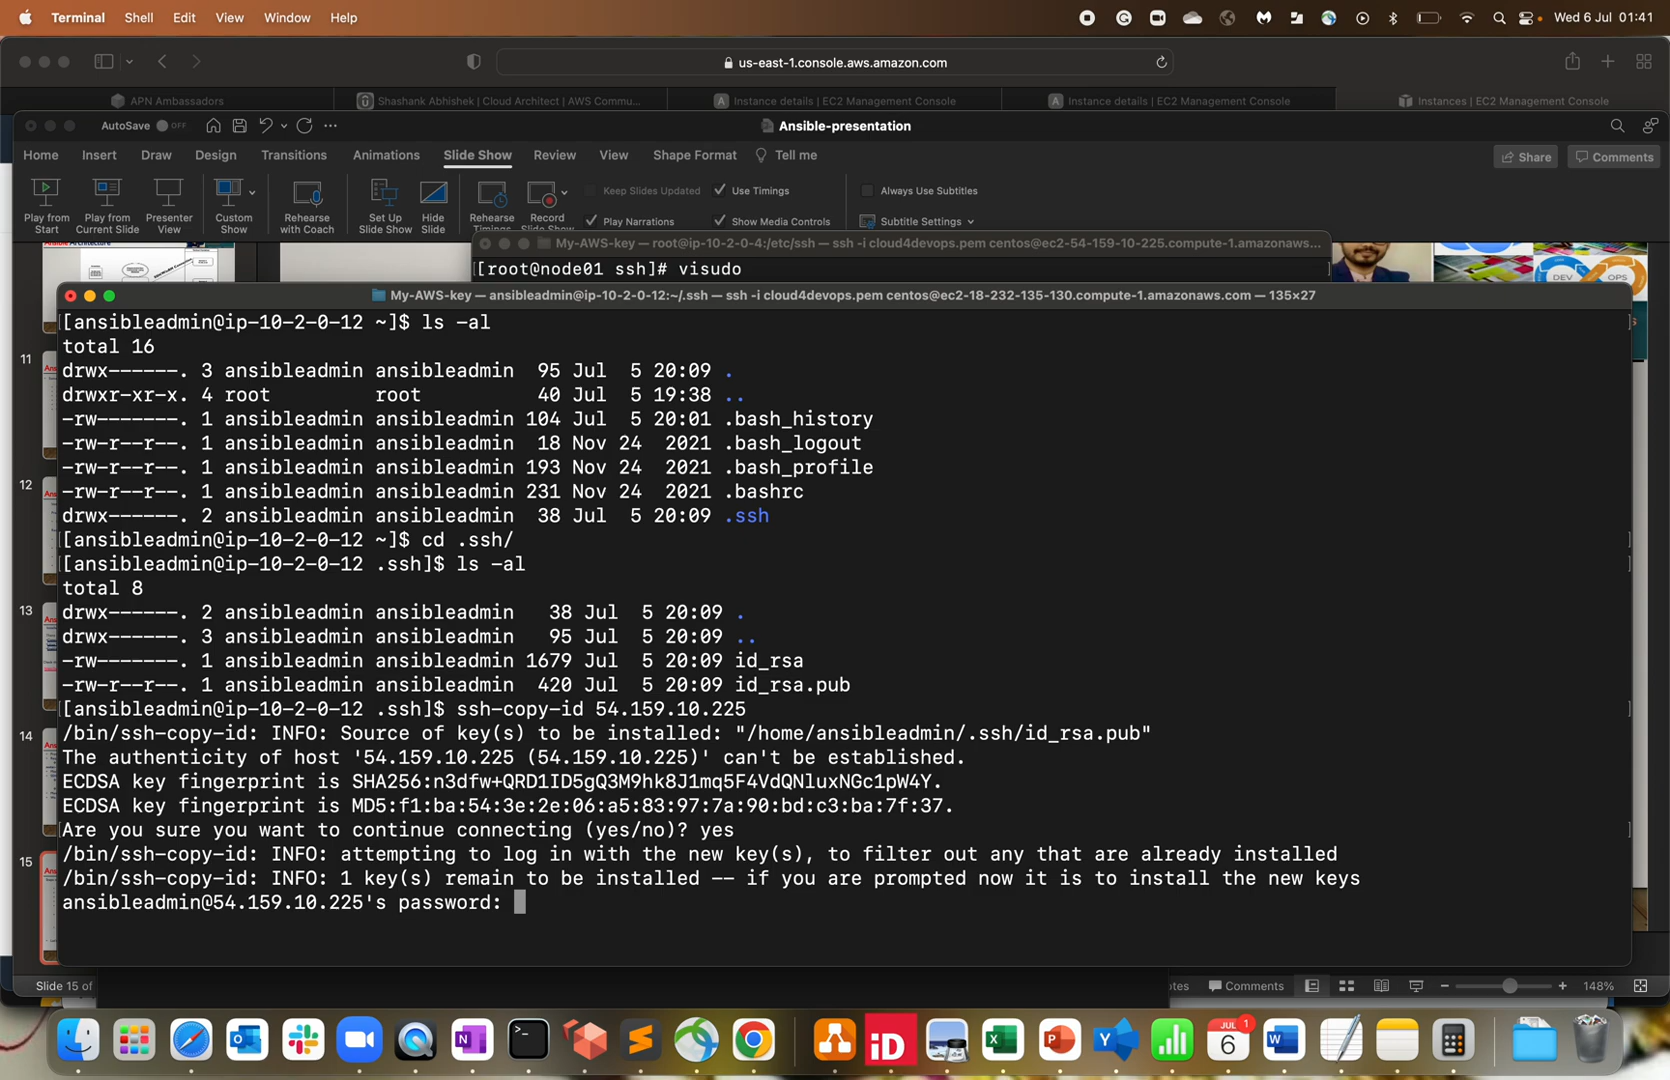 Terminal Shell Edit View Window Help Wed 6 Jul 01:41
us-east-1.console.aws.amazon.com
APN Ambassadors Shashank Abhishek | Cloud Architect | AWS Commu... Instance details | EC2 Management Console Instance details | EC2 Management Console Instances | EC2 Management Console
AutoSave OFF Ansible-presentation
Home Insert Draw Design Transitions Animations Slide Show Review View Shape Format Tell me Share Comments
Keep Slides Updated Use Timings Always Use Subtitles
Play from Start
Play from Current Slide
Presenter View
Custom Show
Rehearse with Coach
Set Up Slide Show
Hide Slide
Rehearse Timings
Record Slide Show
Play Narrations Show Media Controls Subtitle Settings
My-AWS-key — root@ip-10-2-0-4:/etc/ssh — ssh -i cloud4devops.pem centos@ec2-54-159-10-225.compute-1.amazonaws...
[root@node01 ssh]# visudo
DEV OPS
My-AWS-key — ansibleadmin@ip-10-2-0-12:~/.ssh — ssh -i cloud4devops.pem centos@ec2-18-232-135-130.compute-1.amazonaws.com — 135×27
[ansibleadmin@ip-10-2-0-12 ~]$ ls -al
total 16
drwx------. 3 ansibleadmin ansibleadmin  95 Jul  5 20:09 .
drwxr-xr-x. 4 root         root          40 Jul  5 19:38 ..
-rw-------. 1 ansibleadmin ansibleadmin 104 Jul  5 20:01 .bash_history
-rw-r--r--. 1 ansibleadmin ansibleadmin  18 Nov 24  2021 .bash_logout
-rw-r--r--. 1 ansibleadmin ansibleadmin 193 Nov 24  2021 .bash_profile
-rw-r--r--. 1 ansibleadmin ansibleadmin 231 Nov 24  2021 .bashrc
drwx------. 2 ansibleadmin ansibleadmin  38 Jul  5 20:09 .ssh
[ansibleadmin@ip-10-2-0-12 ~]$ cd .ssh/
[ansibleadmin@ip-10-2-0-12 .ssh]$ ls -al
total 8
drwx------. 2 ansibleadmin ansibleadmin   38 Jul  5 20:09 .
drwx------. 3 ansibleadmin ansibleadmin   95 Jul  5 20:09 ..
-rw-------. 1 ansibleadmin ansibleadmin 1679 Jul  5 20:09 id_rsa
-rw-r--r--. 1 ansibleadmin ansibleadmin  420 Jul  5 20:09 id_rsa.pub
[ansibleadmin@ip-10-2-0-12 .ssh]$ ssh-copy-id 54.159.10.225
/bin/ssh-copy-id: INFO: Source of key(s) to be installed: "/home/ansibleadmin/.ssh/id_rsa.pub"
The authenticity of host '54.159.10.225 (54.159.10.225)' can't be established.
ECDSA key fingerprint is SHA256:n3dfw+QRD1ID5gQ3M9hk8J1mq5F4VdQNluxNGc1pW4Y.
ECDSA key fingerprint is MD5:f1:ba:54:3e:2e:06:a5:83:97:7a:90:bd:c3:ba:7f:37.
Are you sure you want to continue connecting (yes/no)? yes
/bin/ssh-copy-id: INFO: attempting to log in with the new key(s), to filter out any that are already installed
/bin/ssh-copy-id: INFO: 1 key(s) remain to be installed -- if you are prompted now it is to install the new keys
ansibleadmin@54.159.10.225's password:
11
12
13
14
15
Slide 15 of
otes Comments 148%
JUL 1
6